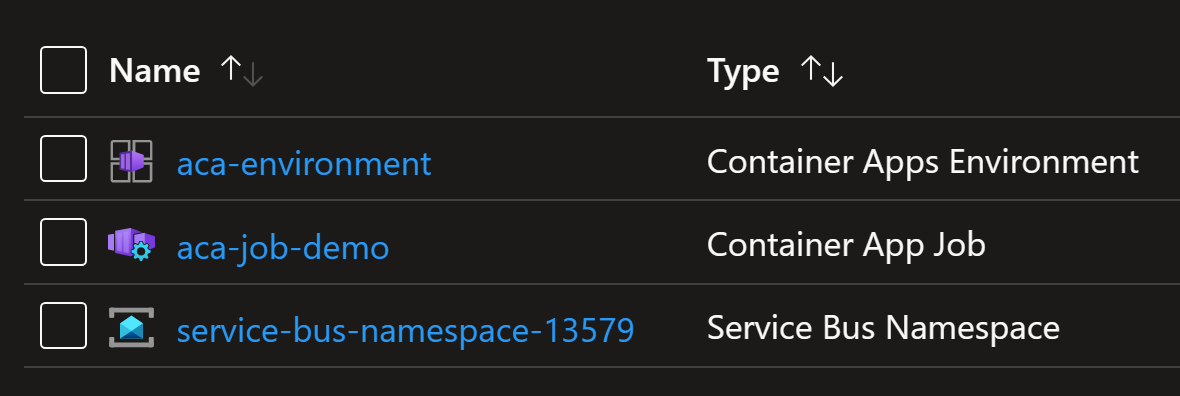 Name Type
aca-environment Container Apps Environment
aca-job-demo Container App Job
service-bus-namespace-13579 Service Bus Namespace